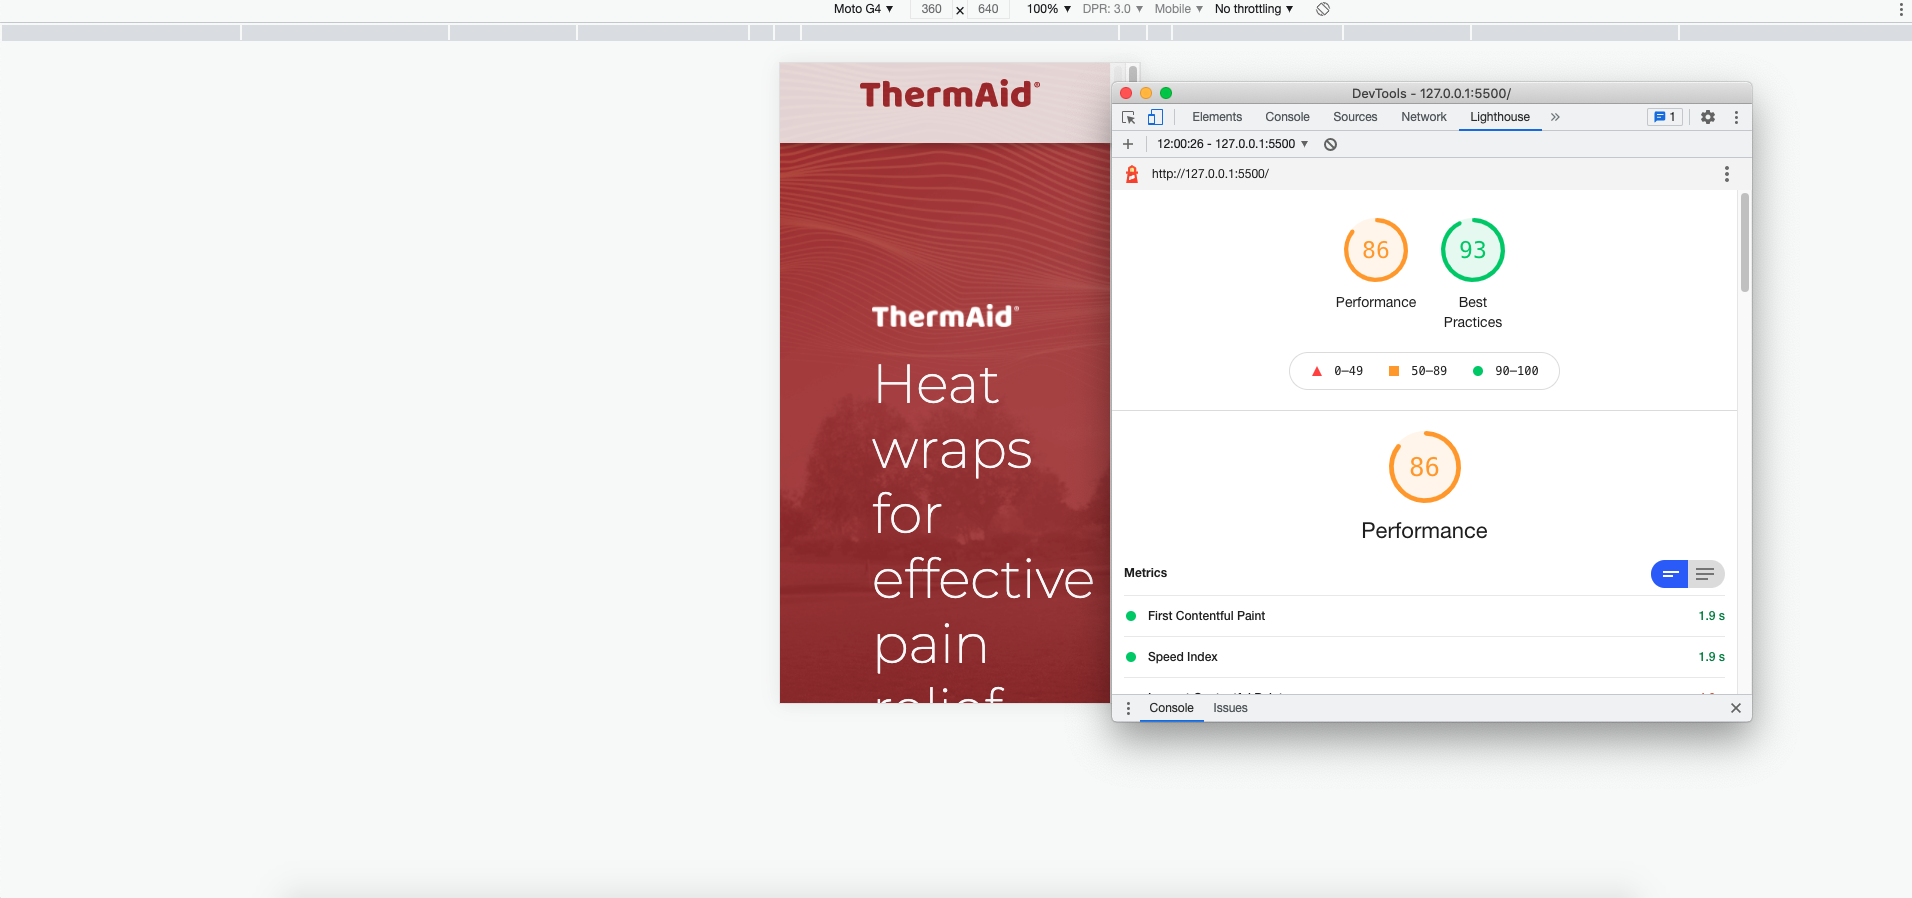 Moto G4 ▼ 360 × 640 100% ▼ DPR: 3.0 ▼ Mobile ▼ No throttling ▼
ThermAid®
ThermAid®
Heat
wraps
for
effective
pain
relief
DevTools - 127.0.0.1:5500/
Elements Console Sources Network Lighthouse » 1
+ 12:00:26 - 127.0.0.1:5500 ▼
http://127.0.0.1:5500/
86 93
Performance Best
Practices
0–49 50–89 90–100
86
Performance
Metrics
First Contentful Paint 1.9 s
Speed Index 1.9 s
Console Issues